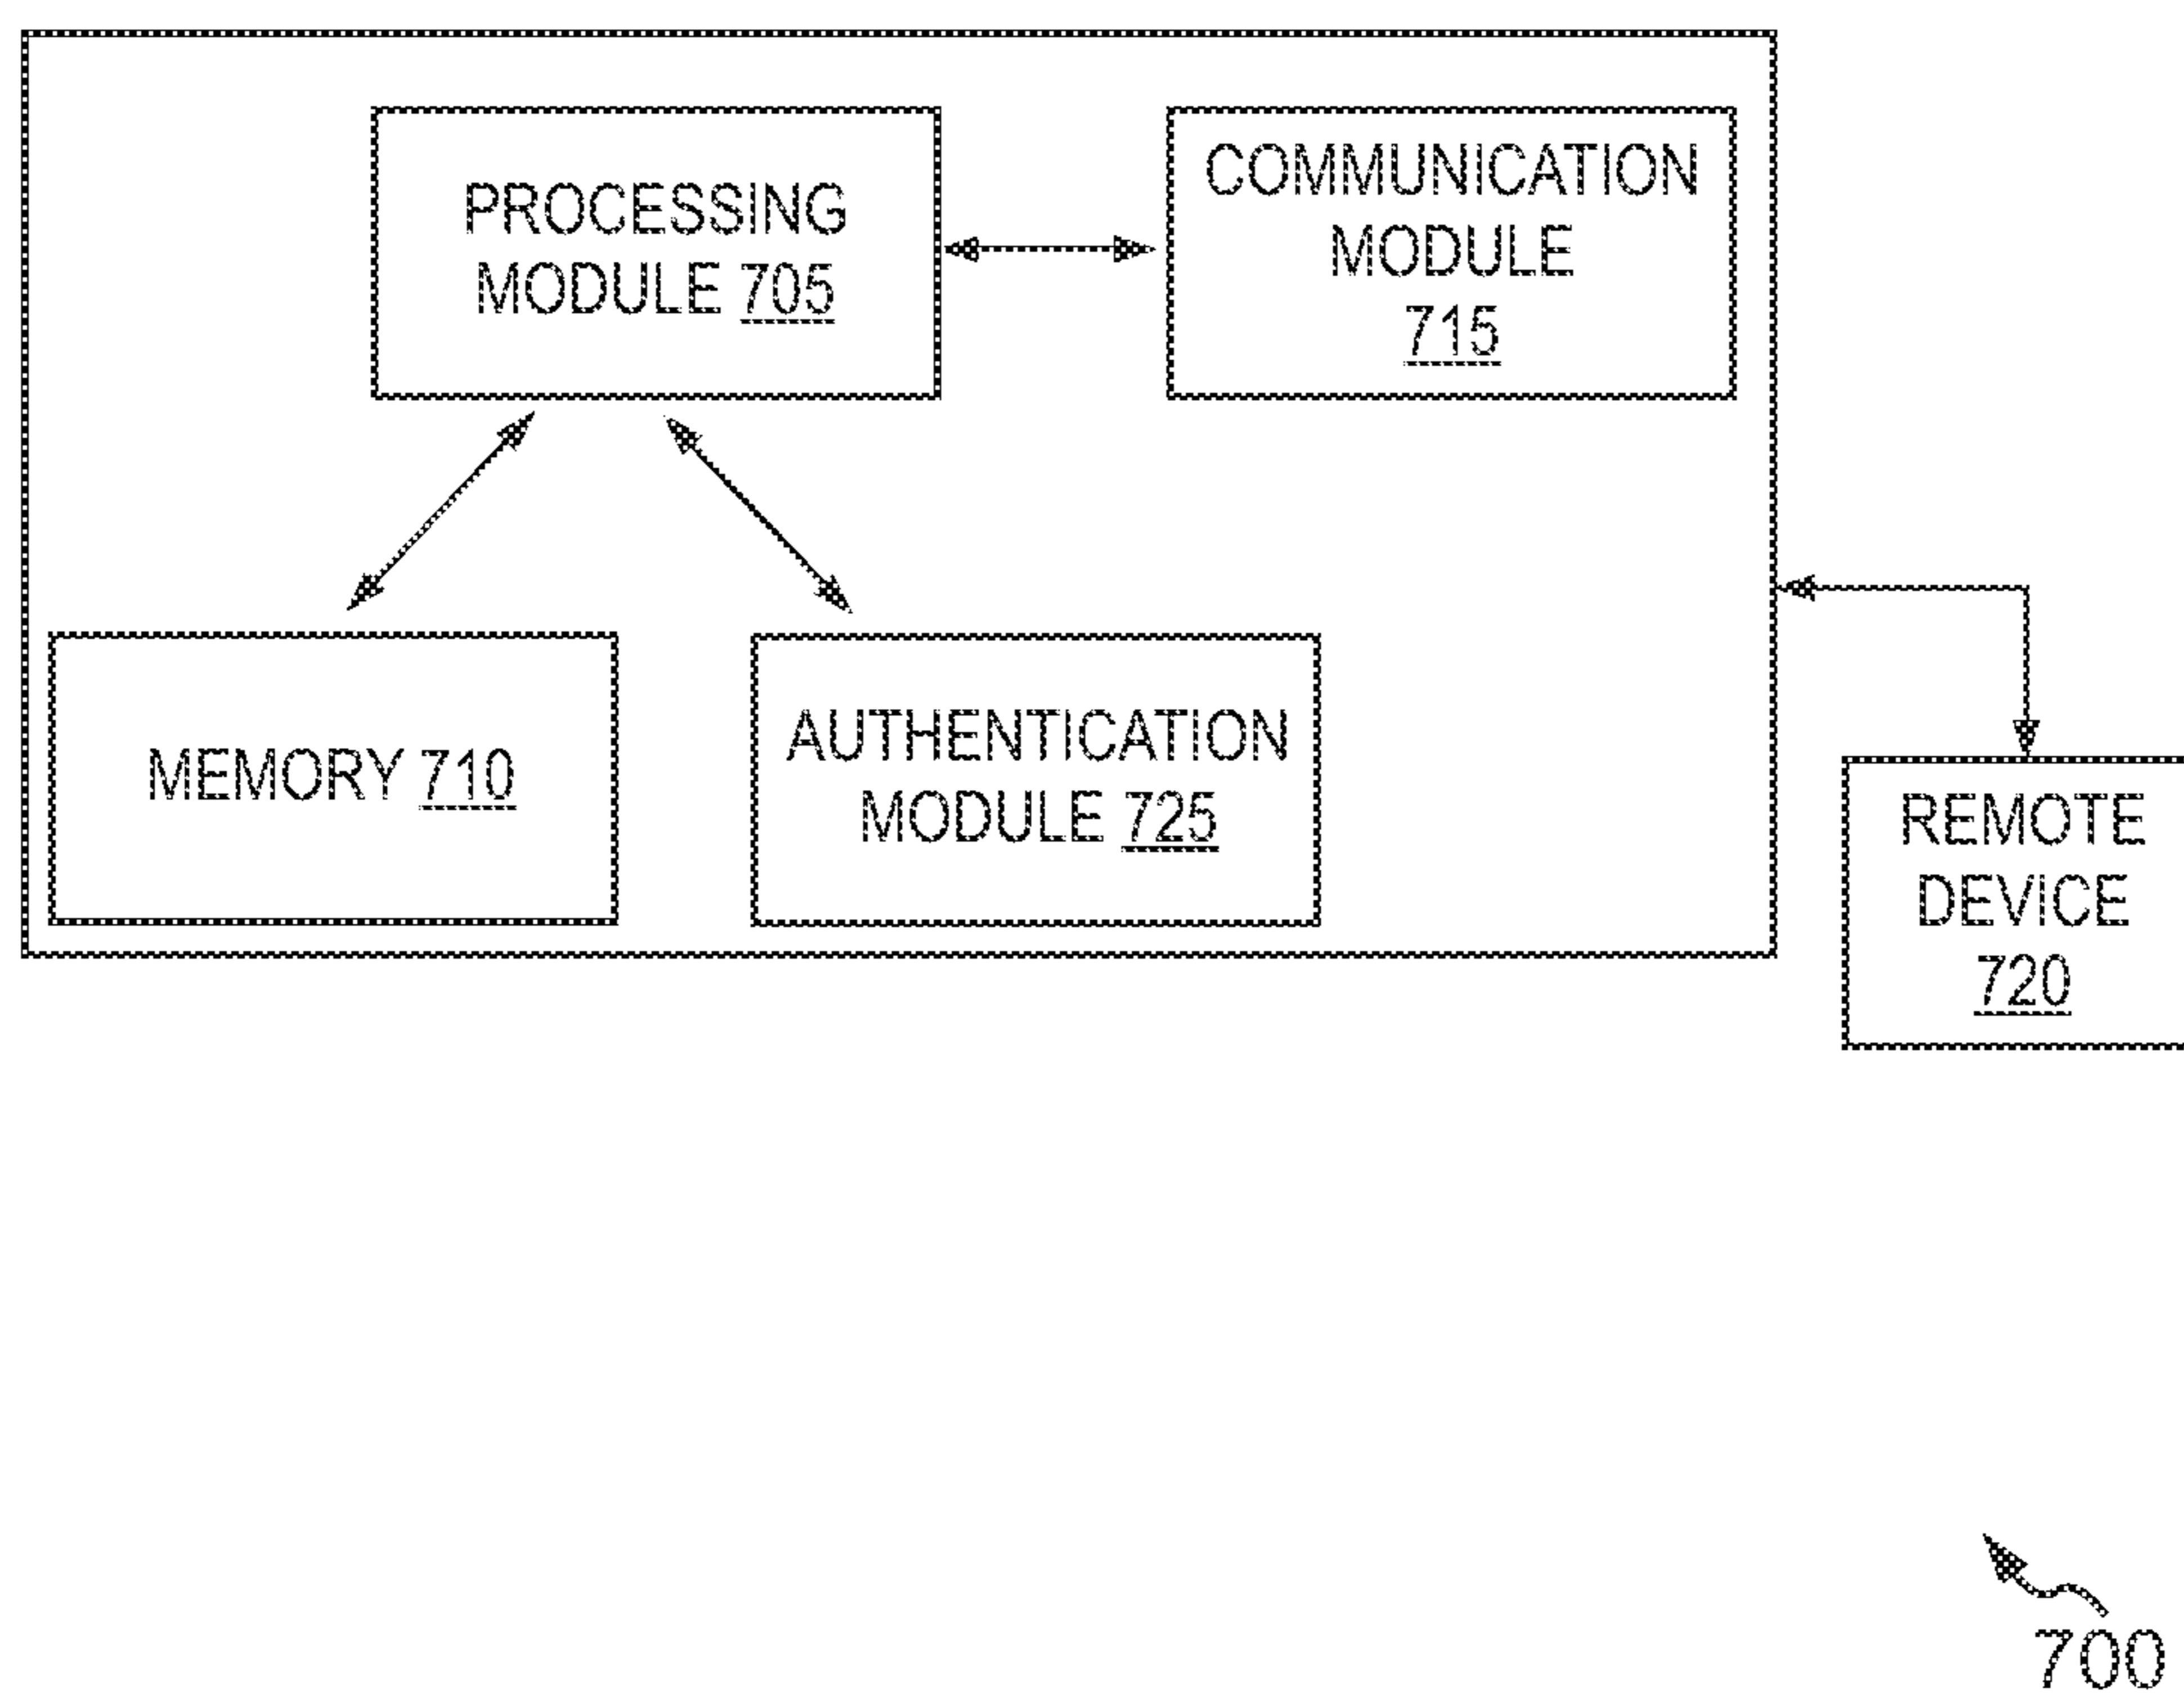 PROCESSING
MODULE 705
COMMUNICATION
MODULE
715
MEMORY 710
AUTHENTICATION
MODULE 725
REMOTE
DEVICE
720
700